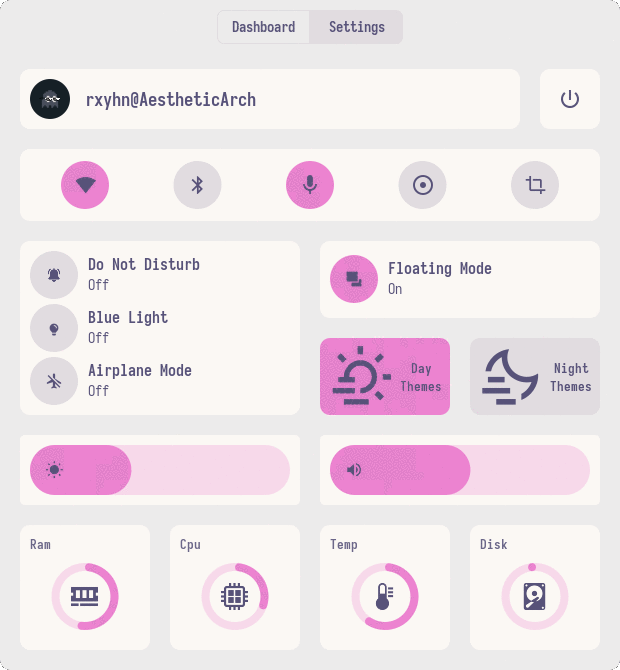 Dashboard
Settings
rxyhn@AestheticArch
Do Not Disturb
Off
Blue Light
Off
Airplane Mode
Off
Floating Mode
On
Day
Themes
Night
Themes
Ram
Cpu
Temp
Disk